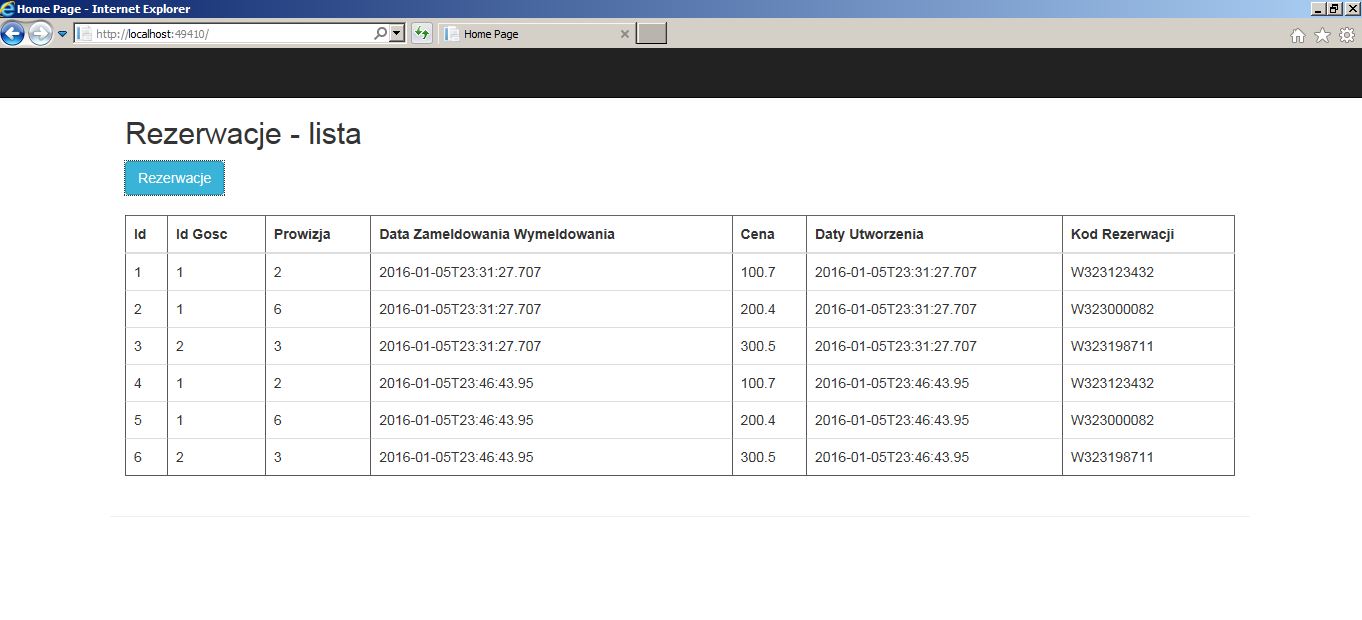 Home Page - Internet Explorer
http://localhost:49410/
Home Page
Rezerwacje - lista
Rezerwacje
Id Id Gosc Prowizja Data Zameldowania Wymeldowania Cena Daty Utworzenia Kod Rezerwacji
1 1 2 2016-01-05T23:31:27.707 100.7 2016-01-05T23:31:27.707 W323123432
2 1 6 2016-01-05T23:31:27.707 200.4 2016-01-05T23:31:27.707 W323000082
3 2 3 2016-01-05T23:31:27.707 300.5 2016-01-05T23:31:27.707 W323198711
4 1 2 2016-01-05T23:46:43.95 100.7 2016-01-05T23:46:43.95 W323123432
5 1 6 2016-01-05T23:46:43.95 200.4 2016-01-05T23:46:43.95 W323000082
6 2 3 2016-01-05T23:46:43.95 300.5 2016-01-05T23:46:43.95 W323198711